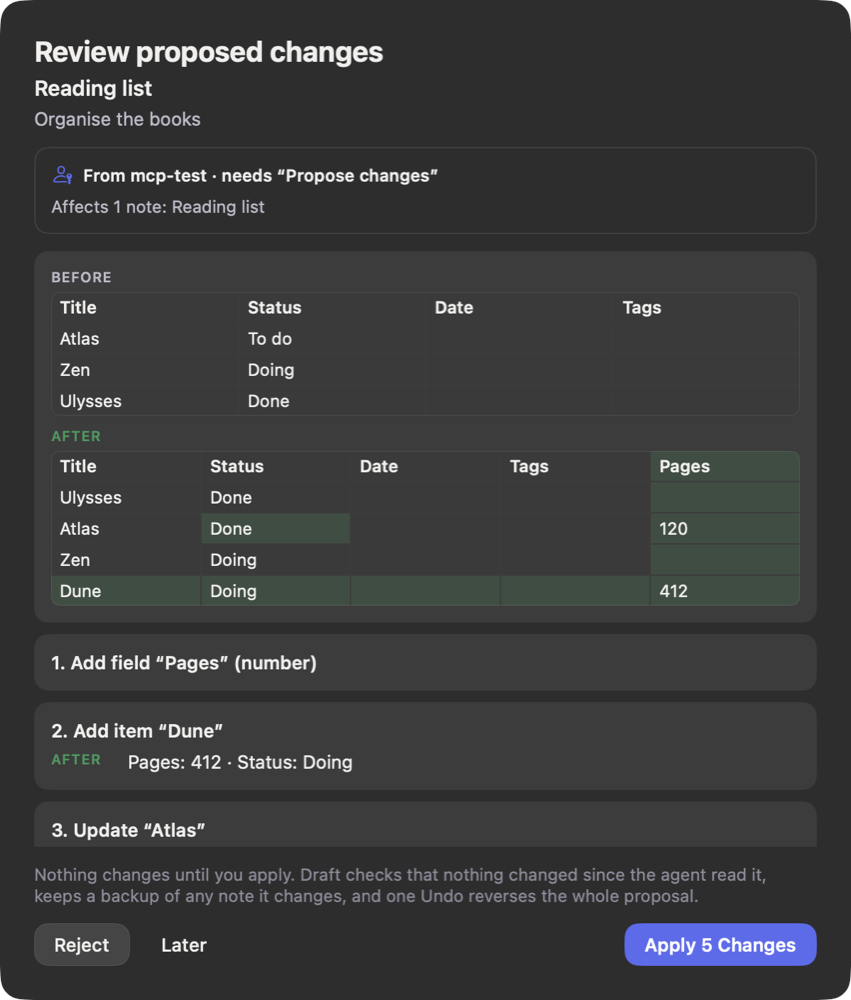 Review proposed changes
Reading list
Organise the books
From mcp-test · needs “Propose changes”
Affects 1 note: Reading list
BEFORE
Title Status Date Tags
Atlas To do
Zen Doing
Ulysses Done
AFTER
Title Status Date Tags Pages
Ulysses Done
Atlas Done 120
Zen Doing
Dune Doing 412
1. Add field “Pages” (number)
2. Add item “Dune”
AFTER Pages: 412 · Status: Doing
3. Update “Atlas”
Nothing changes until you apply. Draft checks that nothing changed since the agent read it,
keeps a backup of any note it changes, and one Undo reverses the whole proposal.
Reject Later Apply 5 Changes